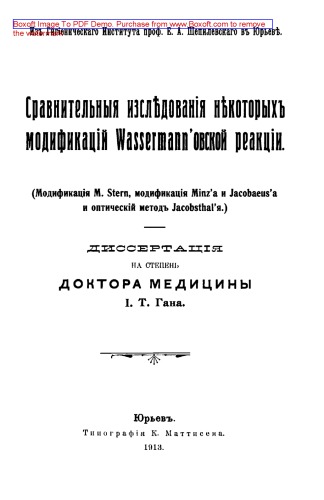 Boxoft Image To PDF Demo. Purchase from www.Boxoft.com to remove
the watermark
Изъ Гигіеническаго Института проф. Е. А. Шепилевскаго въ Юрьевѣ.
Сравнительныя изслѣдованія нѣкоторыхъ
модификацій Wassermann'овской реакціи.
(Модификація M. Stern, модификація Minz'a и Jacobaeus'a
и оптическій методъ Jacobsthal'я.)
ДИССЕРТАЦІЯ
НА СТЕПЕНЬ
ДОКТОРА МЕДИЦИНЫ
І. Т. Гана.
Юрьевъ.
Типографія К. Маттисена.
1913.